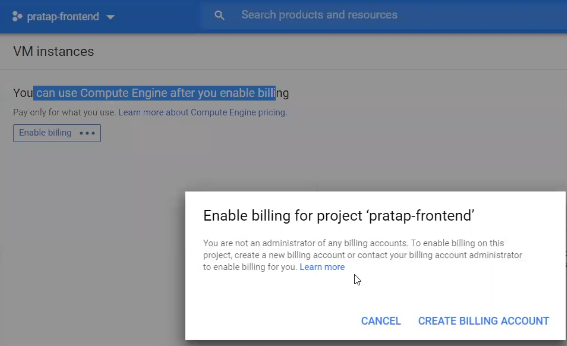 pratap-frontend
Search products and resources
VM instances
You can use Compute Engine after you enable billing
Pay only for what you use. Learn more about Compute Engine pricing.
Enable billing
Enable billing for project ‘pratap-frontend’
You are not an administrator of any billing accounts. To enable billing on this
project, create a new billing account or contact your billing account administrator
to enable billing for you. Learn more
CANCEL CREATE BILLING ACCOUNT